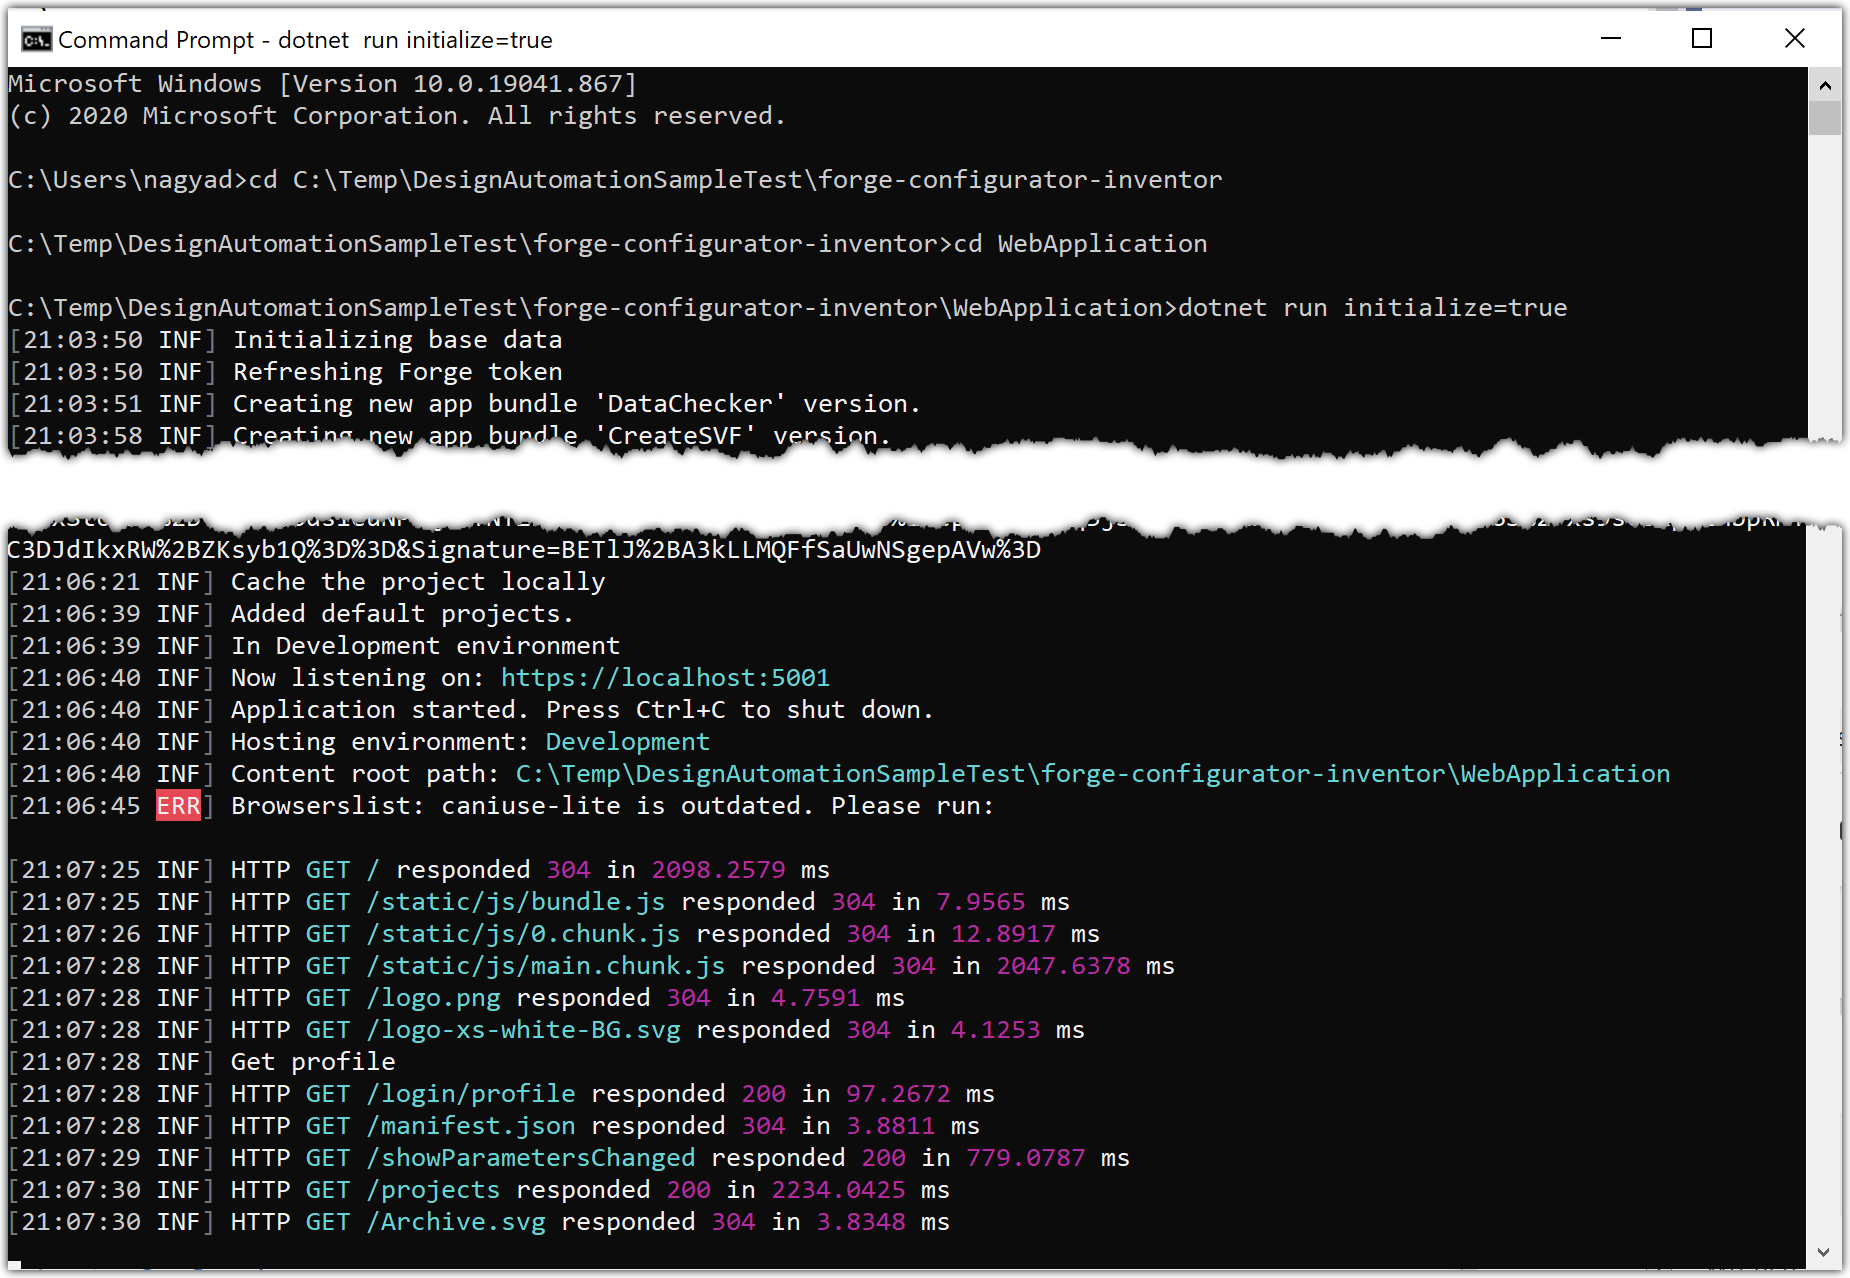 Command Prompt - dotnet  run initialize=true
Microsoft Windows [Version 10.0.19041.867]
(c) 2020 Microsoft Corporation. All rights reserved.
C:\Users\nagyad>cd C:\Temp\DesignAutomationSampleTest\forge-configurator-inventor
C:\Temp\DesignAutomationSampleTest\forge-configurator-inventor>cd WebApplication
C:\Temp\DesignAutomationSampleTest\forge-configurator-inventor\WebApplication>dotnet run initialize=true
[21:03:50 INF] Initializing base data
[21:03:50 INF] Refreshing Forge token
[21:03:51 INF] Creating new app bundle 'DataChecker' version.
[21:03:58 INF] Creating new app bundle 'CreateSVF' version.
C3DJdIkxRW%2BZKsyb1Q%3D%3D&Signature=BETlJ%2BA3kLLMQFfSaUwNSgepAVw%3D
[21:06:21 INF] Cache the project locally
[21:06:39 INF] Added default projects.
[21:06:39 INF] In Development environment
[21:06:40 INF] Now listening on: https://localhost:5001
[21:06:40 INF] Application started. Press Ctrl+C to shut down.
[21:06:40 INF] Hosting environment: Development
[21:06:40 INF] Content root path: C:\Temp\DesignAutomationSampleTest\forge-configurator-inventor\WebApplication
[21:06:45 ERR] Browserslist: caniuse-lite is outdated. Please run:
[21:07:25 INF] HTTP GET / responded 304 in 2098.2579 ms
[21:07:25 INF] HTTP GET /static/js/bundle.js responded 304 in 7.9565 ms
[21:07:26 INF] HTTP GET /static/js/0.chunk.js responded 304 in 12.8917 ms
[21:07:28 INF] HTTP GET /static/js/main.chunk.js responded 304 in 2047.6378 ms
[21:07:28 INF] HTTP GET /logo.png responded 304 in 4.7591 ms
[21:07:28 INF] HTTP GET /logo-xs-white-BG.svg responded 304 in 4.1253 ms
[21:07:28 INF] Get profile
[21:07:28 INF] HTTP GET /login/profile responded 200 in 97.2672 ms
[21:07:28 INF] HTTP GET /manifest.json responded 304 in 3.8811 ms
[21:07:29 INF] HTTP GET /showParametersChanged responded 200 in 779.0787 ms
[21:07:30 INF] HTTP GET /projects responded 200 in 2234.0425 ms
[21:07:30 INF] HTTP GET /Archive.svg responded 304 in 3.8348 ms